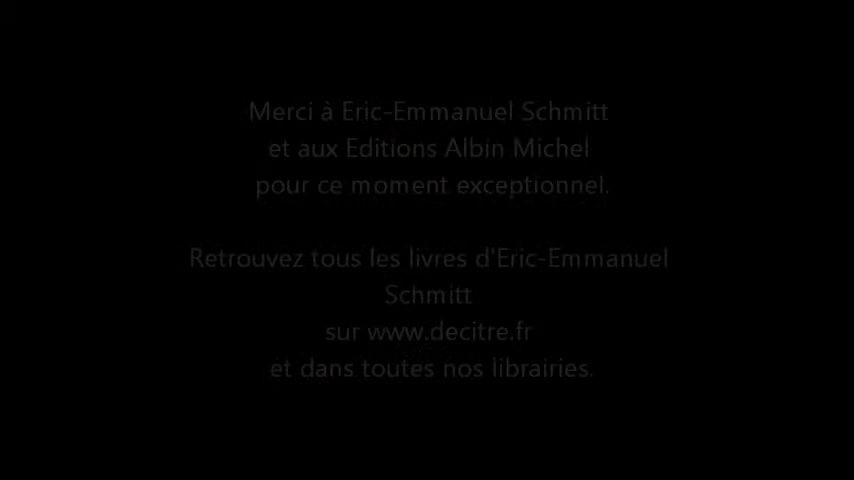 Merci à Eric-Emmanuel Schmitt
et aux Editions Albin Michel
pour ce moment exceptionnel.
Retrouvez tous les livres d'Eric-Emmanuel
Schmitt
sur www.decitre.fr
et dans toutes nos librairies.